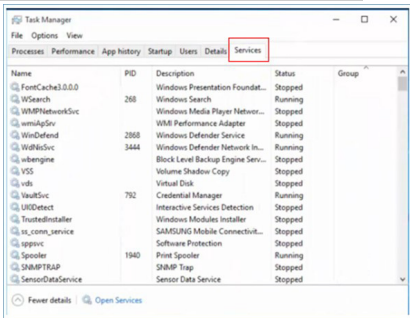 Task Manager
File Options View
Processes Performance App history Startup Users Details Services
Name PID Description Status Group
FontCache3.0.0.0 Windows Presentation Foundat... Stopped
WSearch 268 Windows Search Running
WMPNetworkSvc Windows Media Player Networ... Stopped
wmiApSrv WMI Performance Adapter Stopped
WinDefend 2868 Windows Defender Service Running
WdNisSvc 3444 Windows Defender Network In... Running
wbengine Block Level Backup Engine Serv... Stopped
VSS Volume Shadow Copy Stopped
vds Virtual Disk Stopped
VaultSvc 792 Credential Manager Running
UI0Detect Interactive Services Detection Stopped
TrustedInstaller Windows Modules Installer Stopped
ss_conn_service SAMSUNG Mobile Connectivit... Stopped
sppsvc Software Protection Stopped
Spooler 1940 Print Spooler Running
SNMPTRAP SNMP Trap Stopped
SensorDataService Sensor Data Service Stopped
Fewer details Open Services